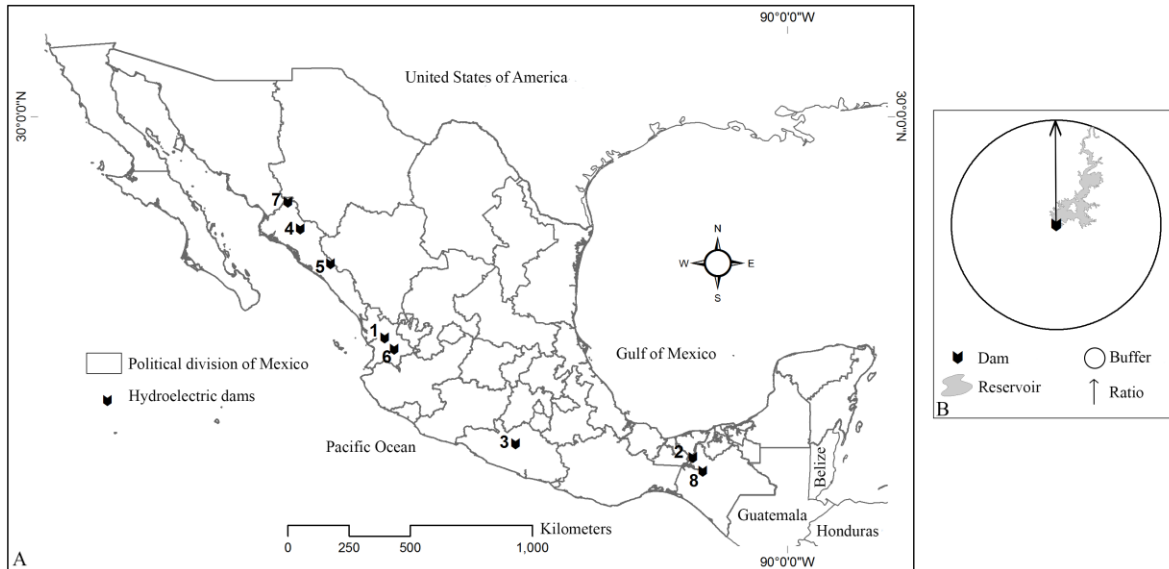 90°0'0"W
United States of America
30°0'0"N
30°0'0"N
7
4
5
N
W
E
S
1
6
Gulf of Mexico
Political division of Mexico
Hydroelectric dams
Pacific Ocean
3
2
8
Belize
Guatemala
Honduras
Kilometers
0 250 500 1,000
90°0'0"W
A
Dam
Buffer
Reservoir
Ratio
B